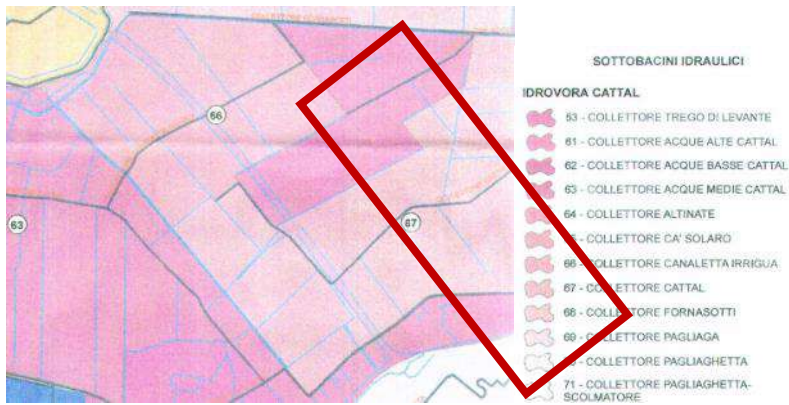 66
63
67
SOTTOBACINI IDRAULICI
IDROVORA CATTAL
53 - COLLETTORE TREGO DI LEVANTE
61 - COLLETTORE ACQUE ALTE CATTAL
62 - COLLETTORE ACQUE BASSE CATTAL
63 - COLLETTORE ACQUE MEDIE CATTAL
64 - COLLETTORE ALTINATE
COLLETTORE CA' SOLARO
66 - COLLETTORE CANALETTA IRRIGUA
67 - COLLETTORE CATTAL
68 - COLLETTORE FORNASOTTI
69 - COLLETTORE PAGLIAGA
COLLETTORE PAGLIAGHETTA
71 - COLLETTORE PAGLIAGHETTA-
SCOLMATORE